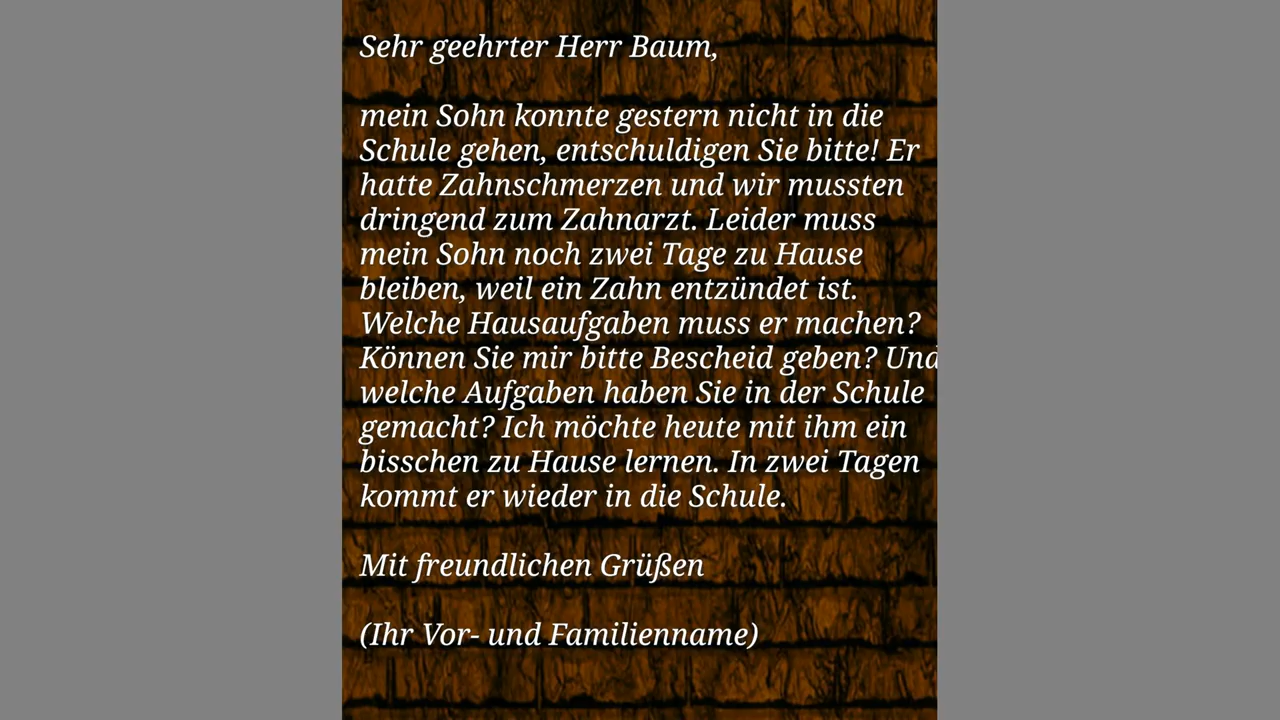 Sehr geehrter Herr Baum,
mein Sohn konnte gestern nicht in die
Schule gehen, entschuldigen Sie bitte! Er
hatte Zahnschmerzen und wir mussten
dringend zum Zahnarzt. Leider muss
mein Sohn noch zwei Tage zu Hause
bleiben, weil ein Zahn entzündet ist.
Welche Hausaufgaben muss er machen?
Können Sie mir bitte Bescheid geben? Und
welche Aufgaben haben Sie in der Schule
gemacht? Ich möchte heute mit ihm ein
bisschen zu Hause lernen. In zwei Tagen
kommt er wieder in die Schule.
Mit freundlichen Grüßen
(Ihr Vor- und Familienname)